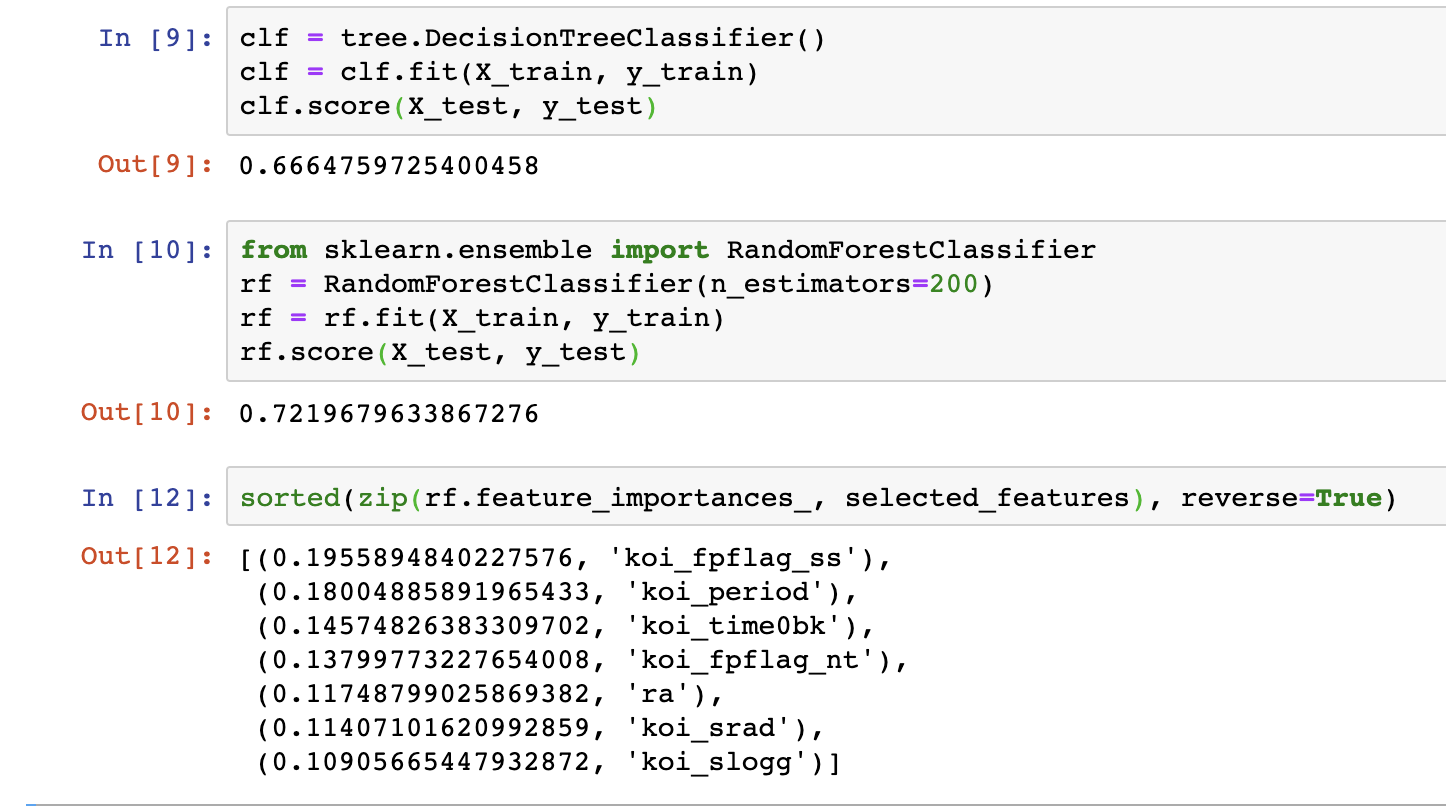 In [9]: clf = tree.DecisionTreeClassifier()
clf = clf.fit(X_train, y_train)
clf.score(X_test, y_test)
Out[9]: 0.6664759725400458
In [10]: from sklearn.ensemble import RandomForestClassifier
rf = RandomForestClassifier(n_estimators=200)
rf = rf.fit(X_train, y_train)
rf.score(X_test, y_test)
Out[10]: 0.7219679633867276
In [12]: sorted(zip(rf.feature_importances_, selected_features), reverse=True)
Out[12]: [(0.1955894840227576, 'koi_fpflag_ss'),
(0.18004885891965433, 'koi_period'),
(0.14574826383309702, 'koi_time0bk'),
(0.13799773227654008, 'koi_fpflag_nt'),
(0.11748799025869382, 'ra'),
(0.11407101620992859, 'koi_srad'),
(0.10905665447932872, 'koi_slogg')]